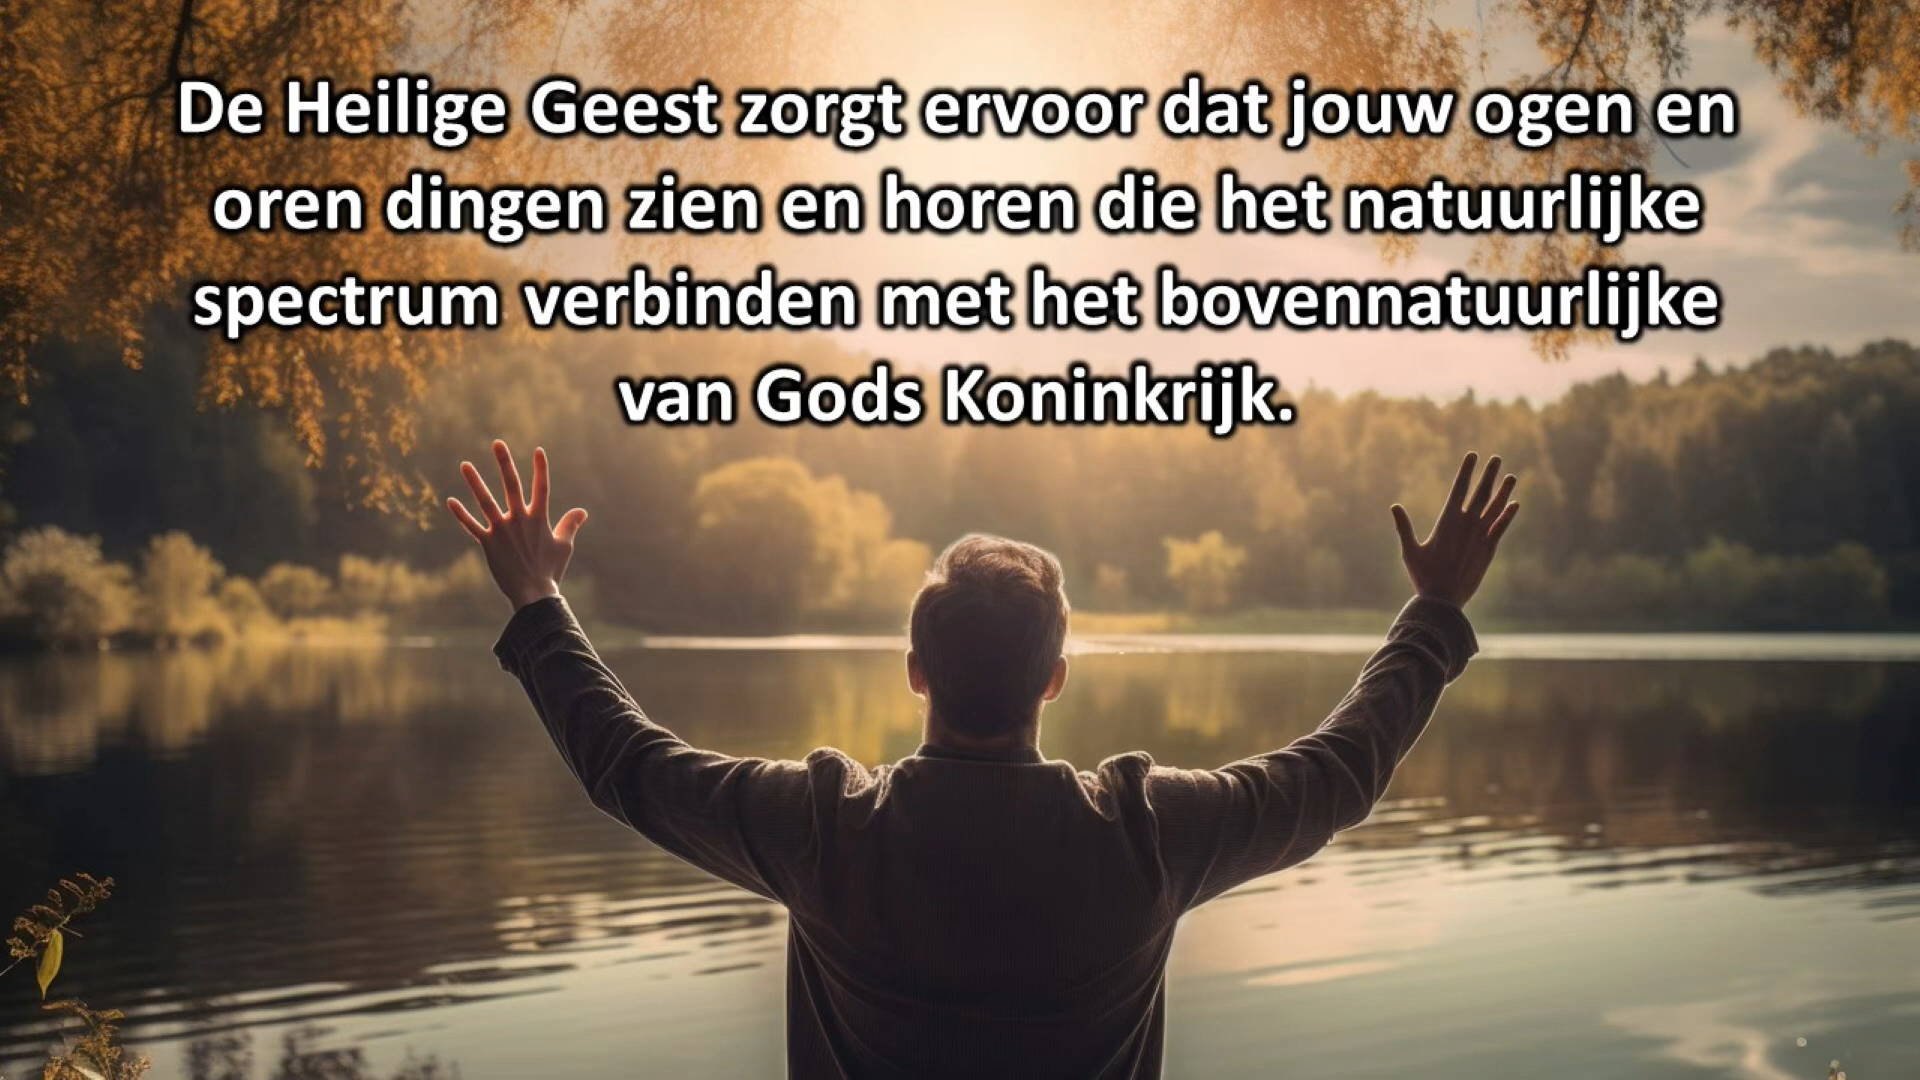 De Heilige Geest zorgt ervoor dat jouw ogen en
oren dingen zien en horen die het natuurlijke
spectrum verbinden met het bovennatuurlijke
van Gods Koninkrijk.